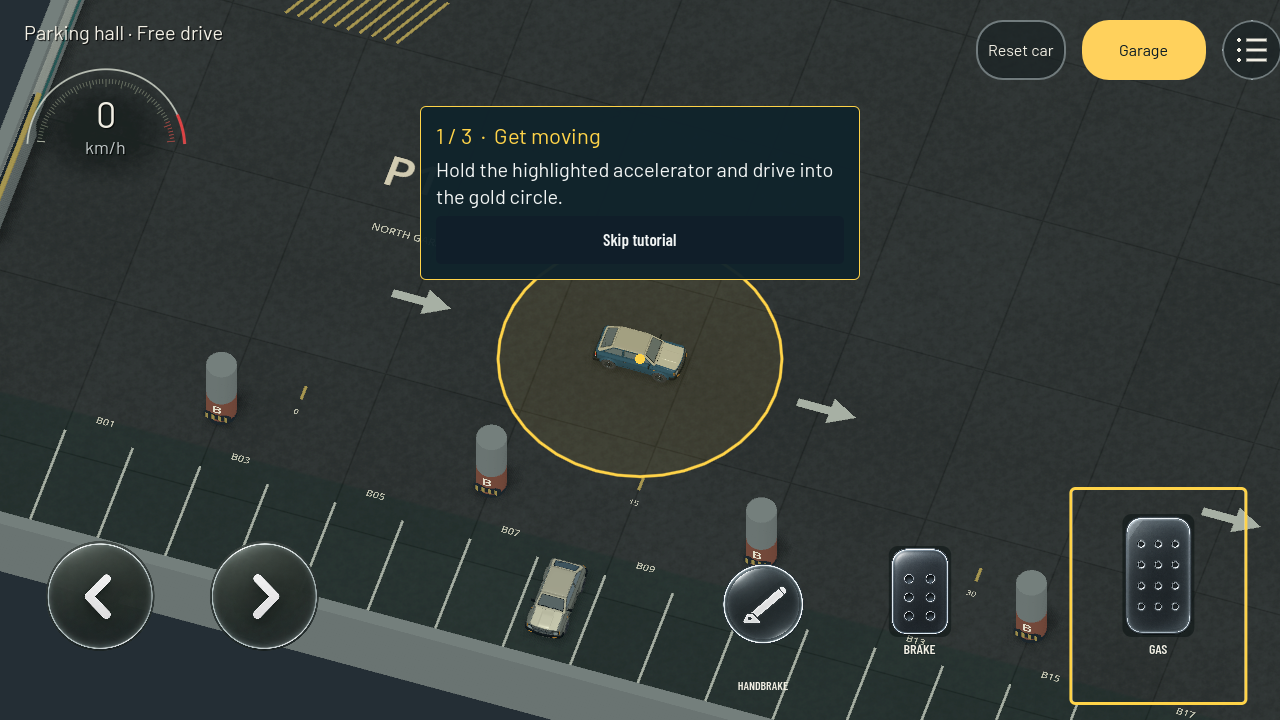 Parking hall · Free drive
Reset car
Garage
0
km/h
1 / 3 · Get moving
Hold the highlighted accelerator and drive into
the gold circle.
Skip tutorial
P
NORTH G
B
0
B01
B03
B
B05
15
B07
B
B09
30
B
B13
BRAKE
GAS
B15
HANDBRAKE
B17